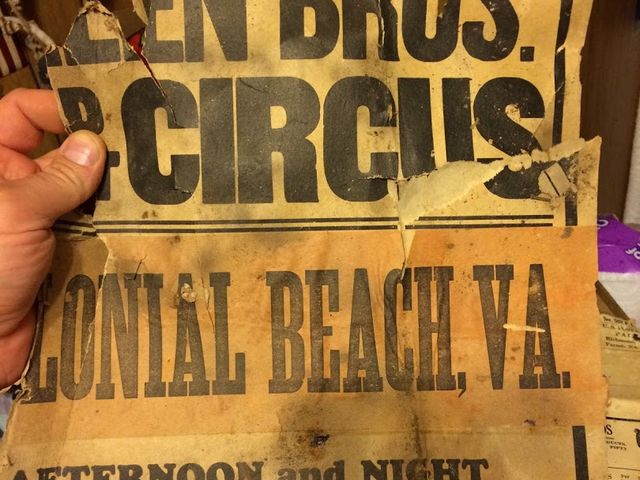 BROS.
CIRCUS
LONIAL BEACH, VA.
AFTERNOON and NIGHT